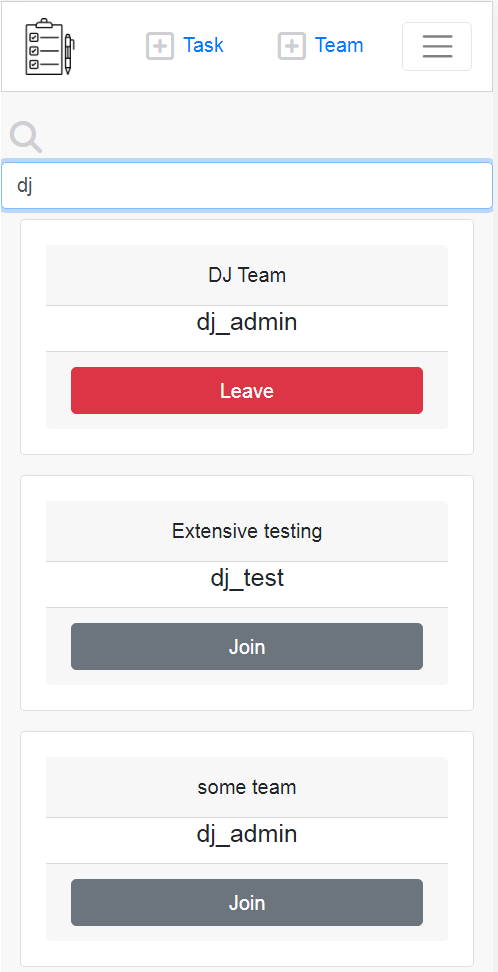 Task Team
dj
DJ Team
dj_admin
Leave
Extensive testing
dj_test
Join
some team
dj_admin
Join